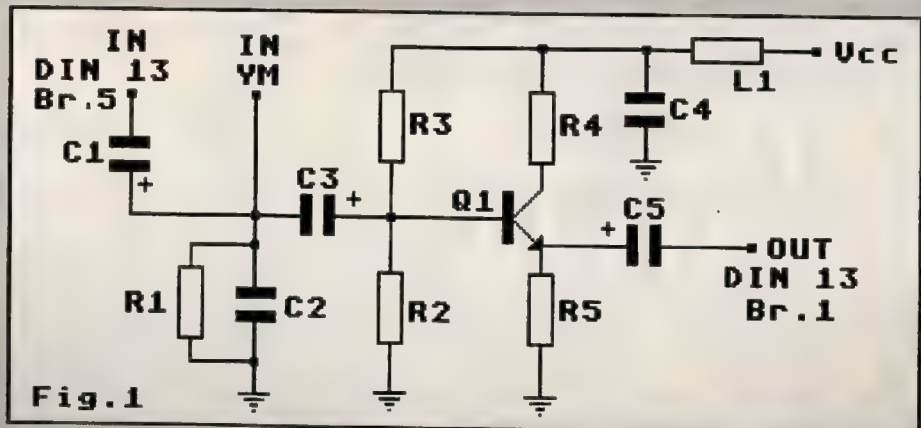 IN
DIN 13
Br.5
IN
YM
Vcc
L1
C1
+
R3
R4
C4
C3
+
Q1
C5
+
OUT
DIN 13
Br.1
R1
C2
R2
R5
Fig.1